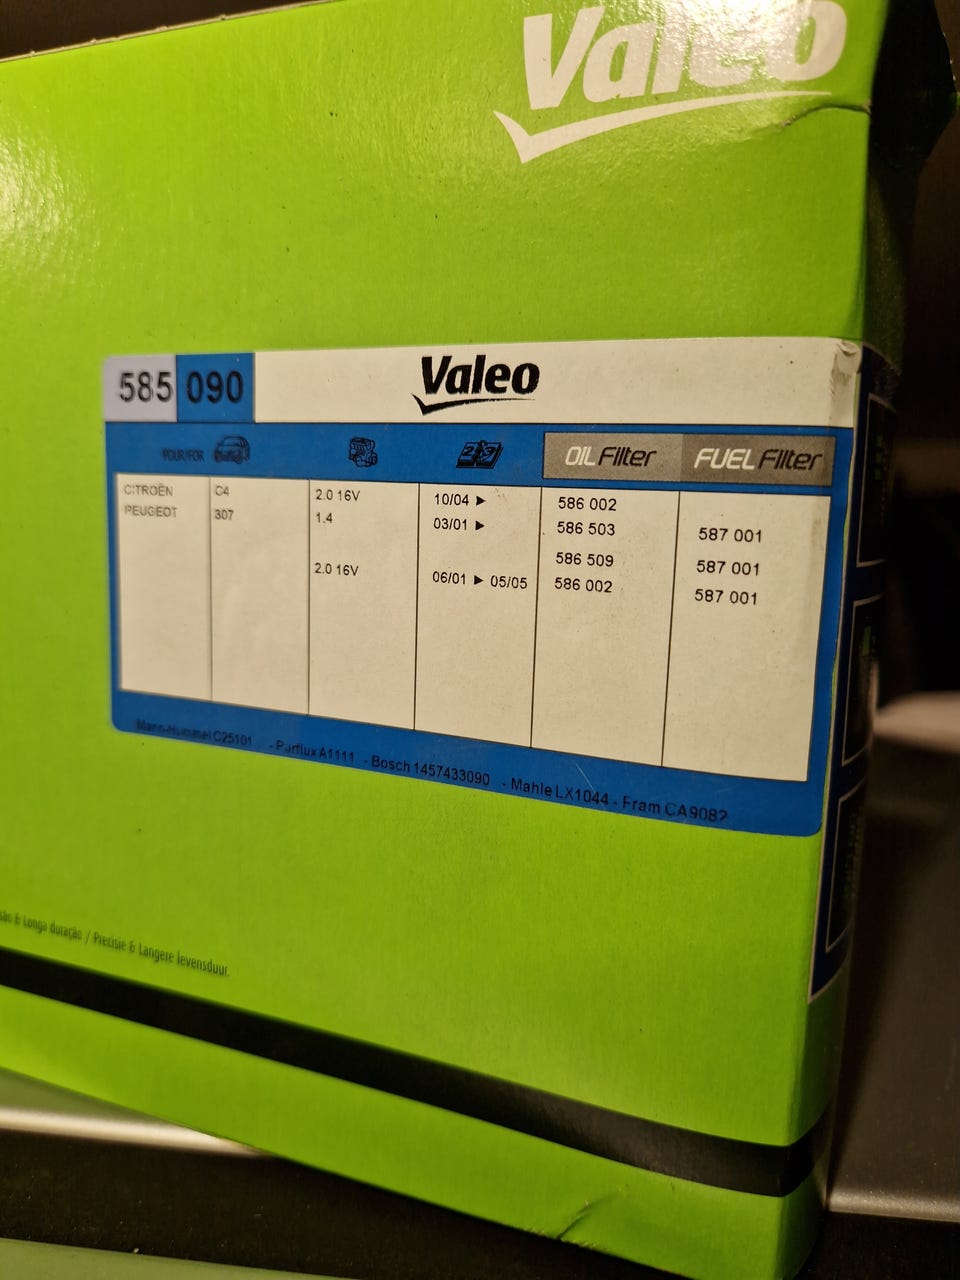 Valeo
585 090 Valeo
POUR/FOR OIL Filter FUEL Filter
CITROËN C4 2.0 16V 10/04 ► 586 002
PEUGEOT 307 1.4 03/01 ► 586 503 587 001
586 509 587 001
2.0 16V 06/01 ► 05/05 586 002 587 001
Mann-Hummel C25101 - Purflux A1111 - Bosch 1457433090 - Mahle LX1044 - Fram CA9082
& Longa duração / Precisie & Langere levensduur.